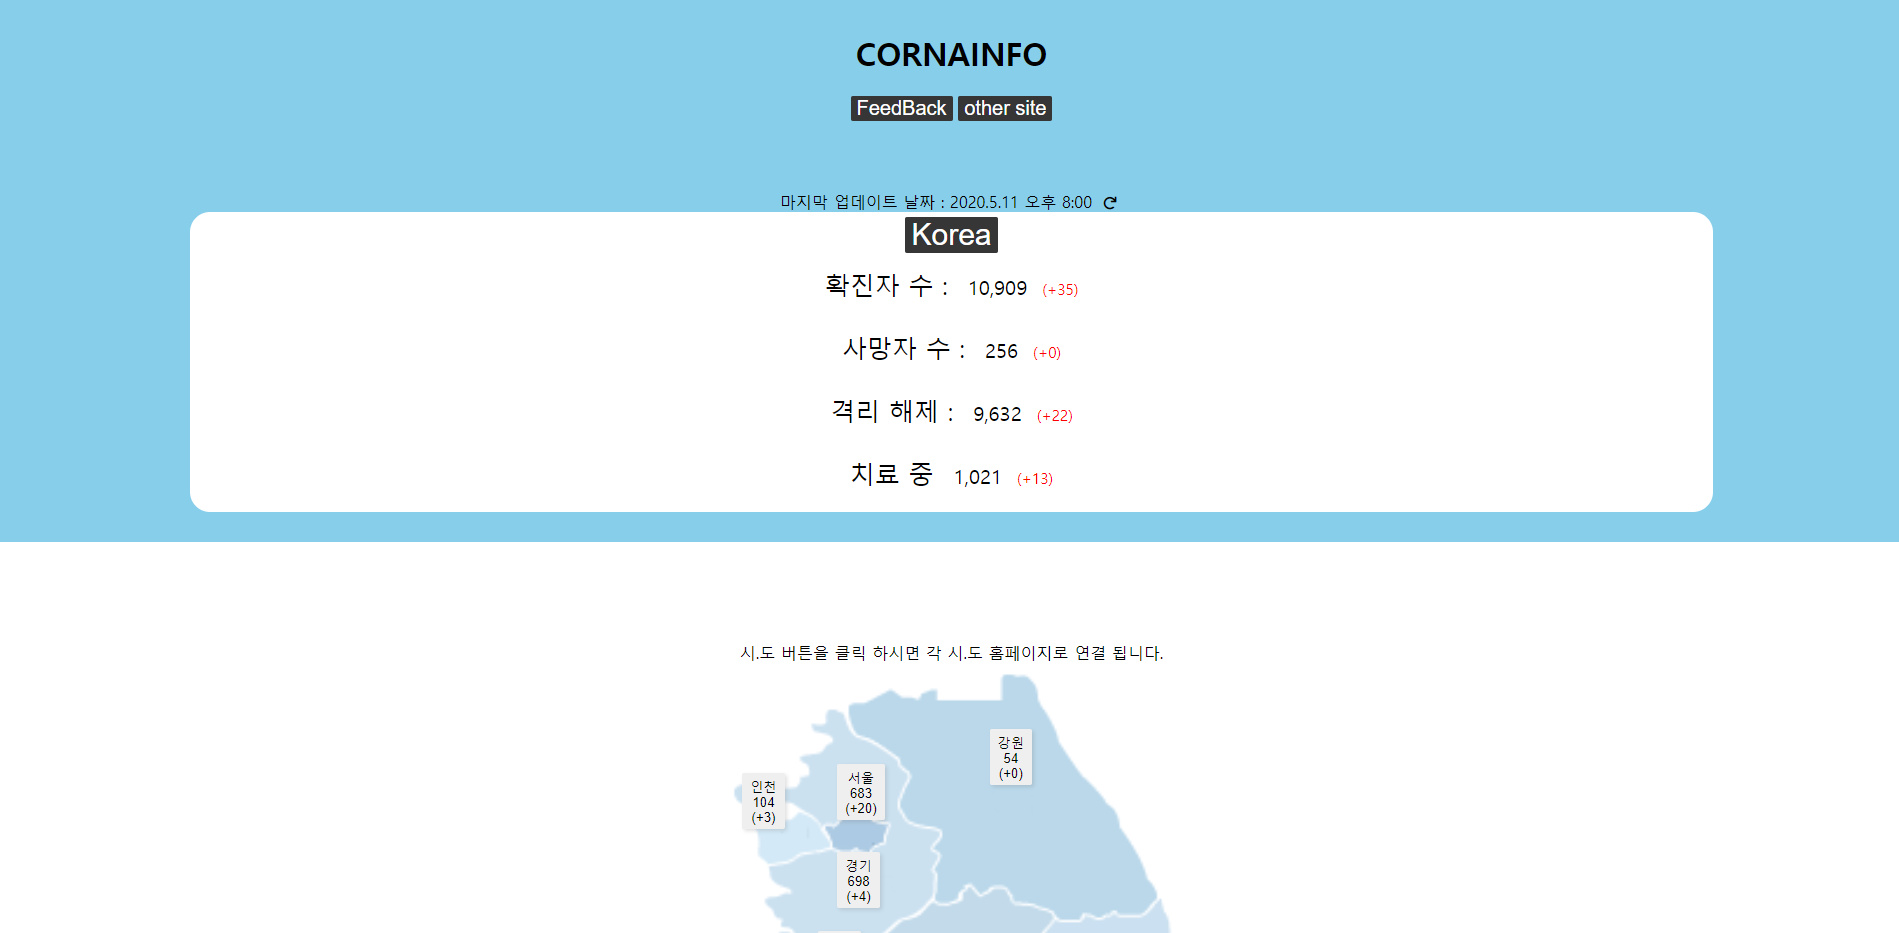 CORNAINFO
FeedBack other site
마지막 업데이트 날짜 : 2020.5.11 오후 8:00
Korea
확진자 수 : 10,909 (+35)
사망자 수 : 256 (+0)
격리 해제 : 9,632 (+22)
치료 중 1,021 (+13)
시.도 버튼을 클릭 하시면 각 시.도 홈페이지로 연결 됩니다.
강원
54
(+0)
서울
683
(+20)
인천
104
(+3)
경기
698
(+4)